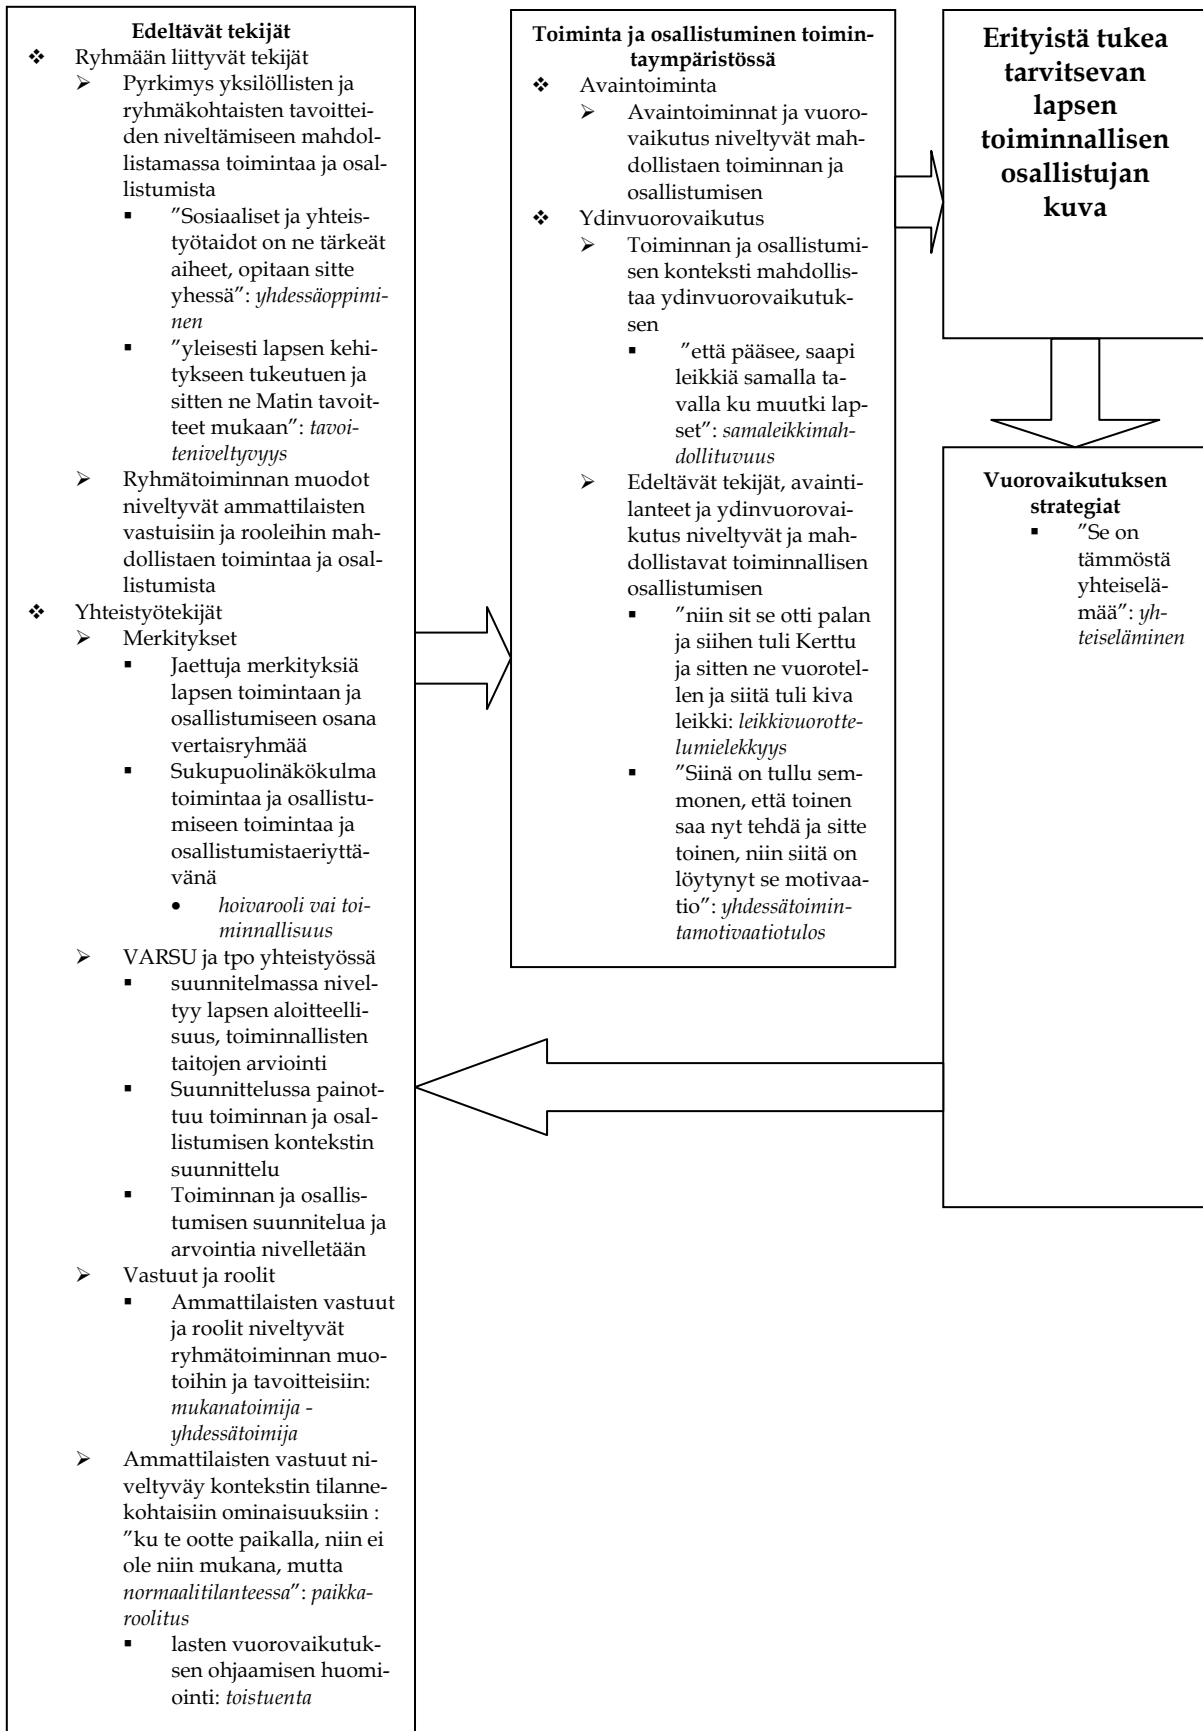 Edeltävät tekijät
❖ Ryhmään liittyvät tekijät
➢ Pyrkimys yksilöllisten ja
ryhmäkohtaisten tavoittei-
den niveltämiseen mahdol-
listamassa toimintaa ja osal-
listumista
▪ ”Sosiaaliset ja yhteis-
työtaidot on ne tärkeät
aiheet, opitaan sitte
yhessä”: yhdessäoppimi-
nen
▪ ”yleisesti lapsen kehi-
tykseen tukeutuen ja
sitten ne Matin tavoit-
teet mukaan”: tavoi-
teniveltyvyys
➢ Ryhmätoiminnan muodot
niveltyvät ammattilaisten
vastuisiin ja rooleihin mah-
dollistaen toimintaa ja osal-
listumista
❖ Yhteistyötekijät
➢ Merkitykset
▪ Jaettuja merkityksiä
lapsen toimintaan ja
osallistumiseen osana
vertaisryhmää
▪ Sukupuolinäkökulma
toimintaa ja osallistu-
miseen toimintaa ja
osallistumistaeriyttä-
vänä
• hoivarooli vai toi-
minnallisuus
➢ VARSU ja tpo yhteistyössä
▪ suunnitelmassa nivel-
tyy lapsen aloitteelli-
suus, toiminnallisten
taitojen arviointi
▪ Suunnittelussa painot-
tuu toiminnan ja osal-
listumisen kontekstin
suunnittelu
▪ Toiminnan ja osallis-
tumisen suunnitelua ja
arvointia nivelletään
➢ Vastuut ja roolit
▪ Ammattilaisten vastuut
ja roolit niveltyvät
ryhmätoiminnan muo-
toihin ja tavoitteisiin:
mukanatoimija -
yhdessätoimija
➢ Ammattilaisten vastuut ni-
veltyväy kontekstin tilanne-
kohtaisiin ominaisuuksiin :
”ku te ootte paikalla, niin ei
ole niin mukana, mutta
normaalitilanteessa”: paikka-
roolitus
▪ lasten vuorovaikutuk-
sen ohjaamisen huomi-
ointi: toistuenta
Toiminta ja osallistuminen toimin-
taympäristössä
❖ Avaintoiminta
➢ Avaintoiminnat ja vuoro-
vaikutus niveltyvät mah-
dollistaen toiminnan ja
osallistumisen
❖ Ydinvuorovaikutus
➢ Toiminnan ja osallistumi-
sen konteksti mahdollis-
taa ydinvuorovaikutuk-
sen
▪ ”että pääsee, saapi
leikkiä samalla ta-
valla ku muutki lap-
set”: samaleikkimah-
dollituvuus
➢ Edeltävät tekijät, avainti-
lanteet ja ydinvuorovai-
kutus niveltyvät ja mah-
dollistavat toiminnallisen
osallistumisen
▪ ”niin sit se otti palan
ja siihen tuli Kerttu
ja sitten ne vuorotel-
len ja siitä tuli kiva
leikki: leikkivuorotte-
lumielekkyys
▪ ”Siinä on tullu sem-
monen, että toinen
saa nyt tehdä ja sitte
toinen, niin siitä on
löytynyt se motivaa-
tio”: yhdessätoimin-
tamotivaatiotulos
Erityistä tukea
tarvitsevan
lapsen
toiminnallisen
osallistujan
kuva
Vuorovaikutuksen
strategiat
▪ ”Se on
tämmöstä
yhteiselä-
mää”: yh-
teiseläminen